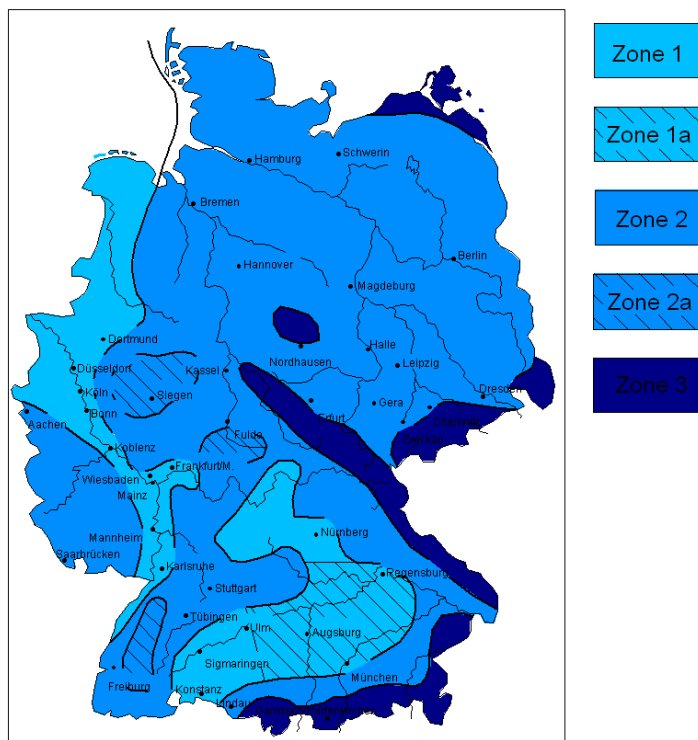 Zone 1
Zone 1a
Zone 2
Zone 2a
Zone 3
Schwerin
Hamburg
Bremen
Berlin
Hannover
Magdeburg
Dortmund
Halle
Nordhausen
Düsseldorf
Kassel
Leipzig
Köln
Siegen
Dresden
Bonn
Erfurt
Gera
Aachen
Chemnitz
Koblenz
Frankfurt/M.
Wiesbaden
Mainz
Mannheim
Nürnberg
Saarbrücken
Karlsruhe
Regensburg
Stuttgart
Tübingen
Ulm
Augsburg
Sigmaringen
München
Freiburg
Konstanz
Lindau